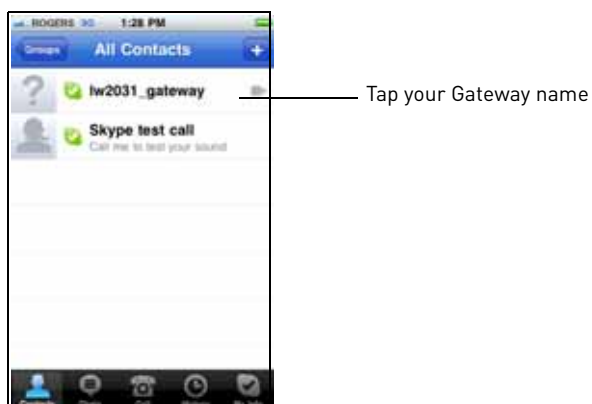 ROGERS 3G 1:28 PM
Groups All Contacts +
lw2031_gateway
Tap your Gateway name
Skype test call
Call me to test your sound
Contacts